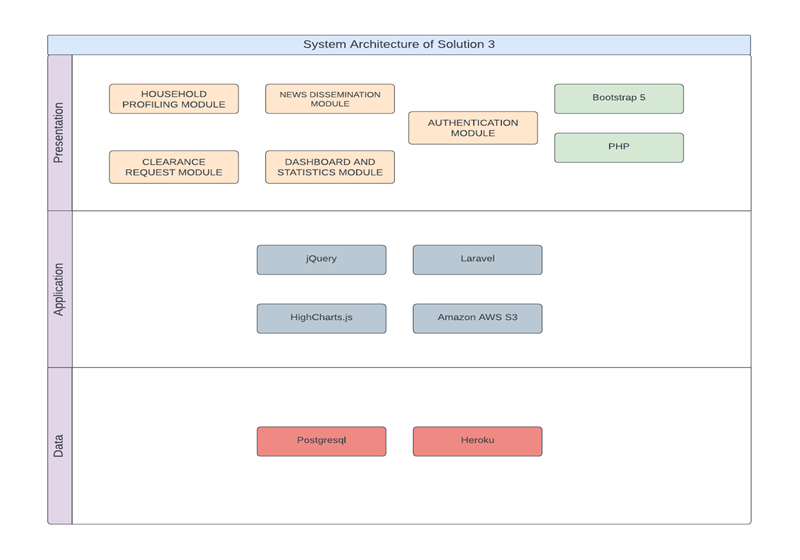 System Architecture of Solution 3
Presentation
HOUSEHOLD
PROFILING MODULE
NEWS DISSEMINATION
MODULE
AUTHENTICATION
MODULE
Bootstrap 5
PHP
CLEARANCE
REQUEST MODULE
DASHBOARD AND
STATISTICS MODULE
Application
jQuery
Laravel
HighCharts.js
Amazon AWS S3
Data
Postgresql
Heroku